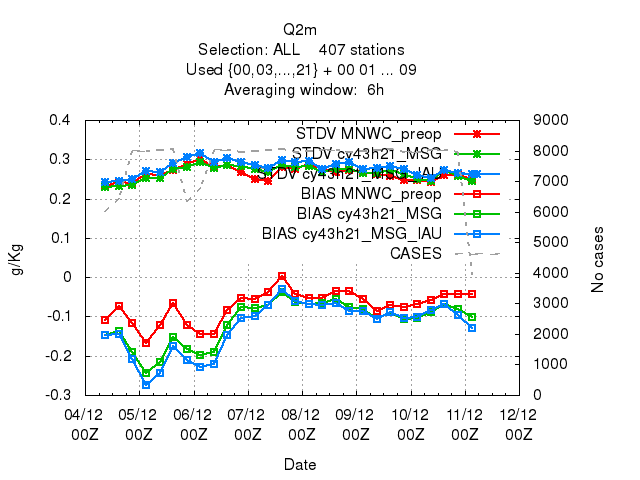 Q2m
Selection: ALL 407 stations
Used {00,03,...,21} + 00 01 ... 09
Averaging window: 6h
0.4
0.3
0.2
0.1
0
-0.1
-0.2
-0.3
g/Kg
9000
8000
7000
6000
5000
4000
3000
2000
1000
0
No cases
STDV MNWC_preop
STDV cy43h21_MSG
STDV cy43h21_MSG_IAU
BIAS MNWC_preop
BIAS cy43h21_MSG
BIAS cy43h21_MSG_IAU
CASES
04/12 05/12 06/12 07/12 08/12 09/12 10/12 11/12 12/12
00Z 00Z 00Z 00Z 00Z 00Z 00Z 00Z 00Z
Date